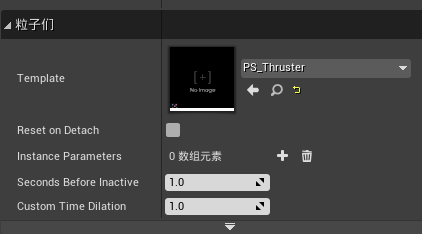 粒子们
Template
[+]
No Image
PS_Thruster
Reset on Detach
Instance Parameters
0 数组元素
Seconds Before Inactive
1.0
Custom Time Dilation
1.0